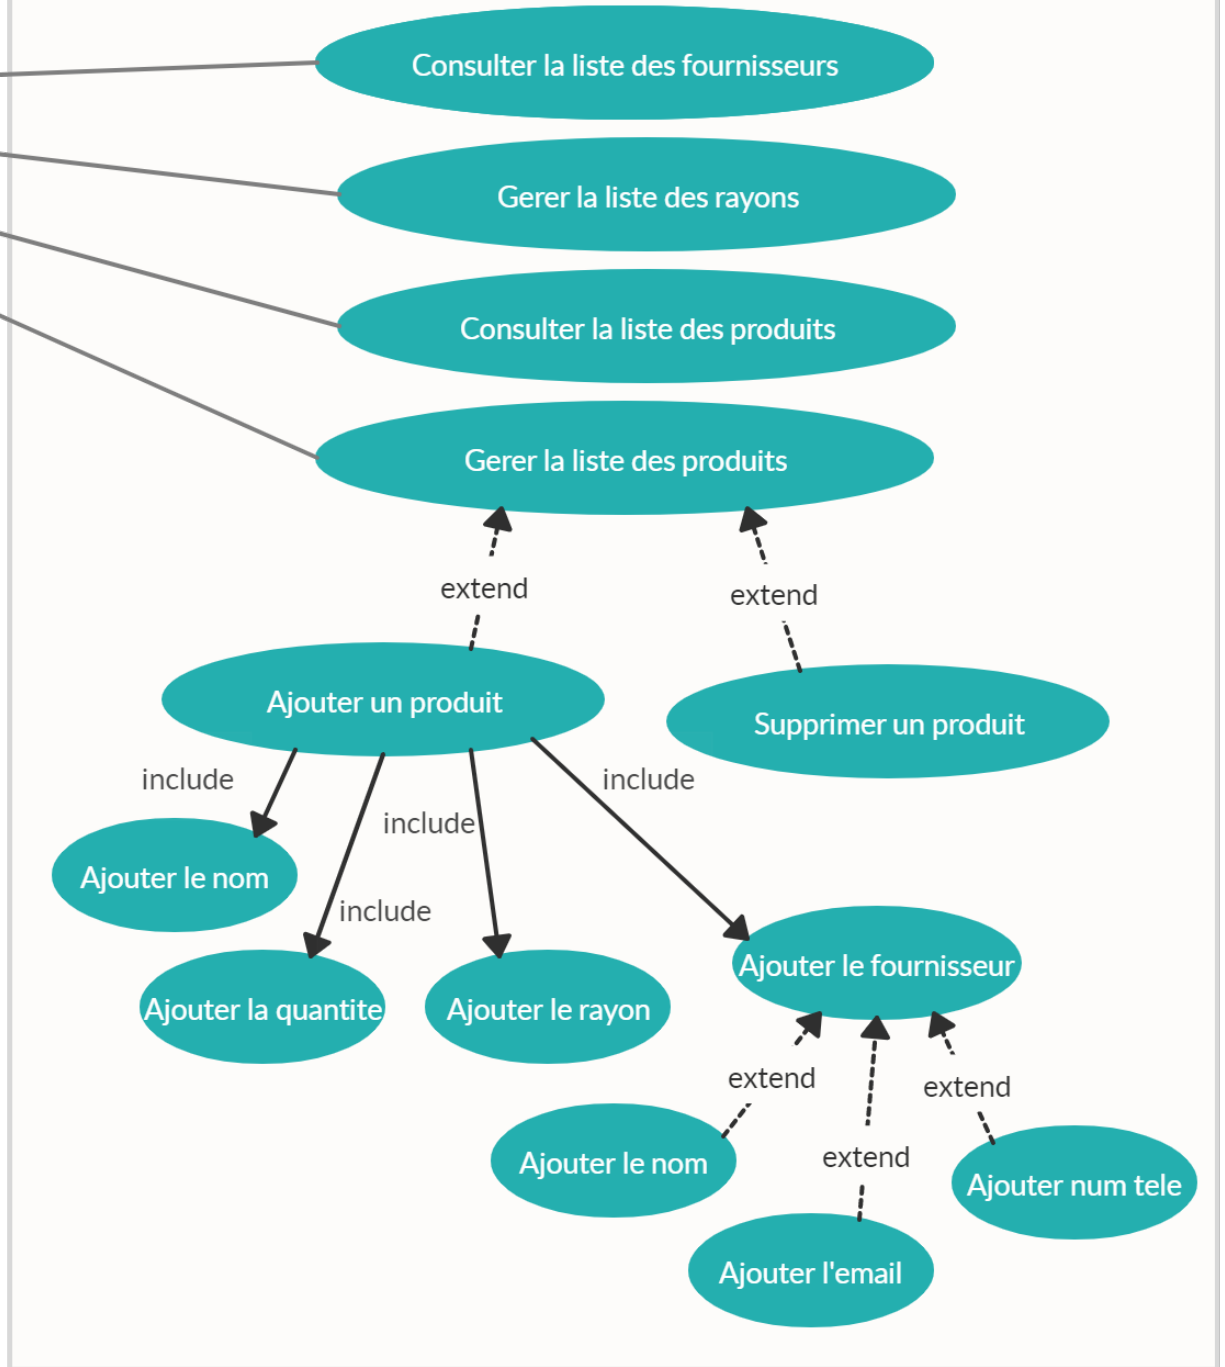 Consulter la liste des fournisseurs
Gerer la liste des rayons
Consulter la liste des produits
Gerer la liste des produits
extend
extend
Ajouter un produit
Supprimer un produit
include
include
include
include
Ajouter le nom
Ajouter la quantite
Ajouter le rayon
Ajouter le fournisseur
extend
extend
extend
Ajouter le nom
Ajouter num tele
Ajouter l'email